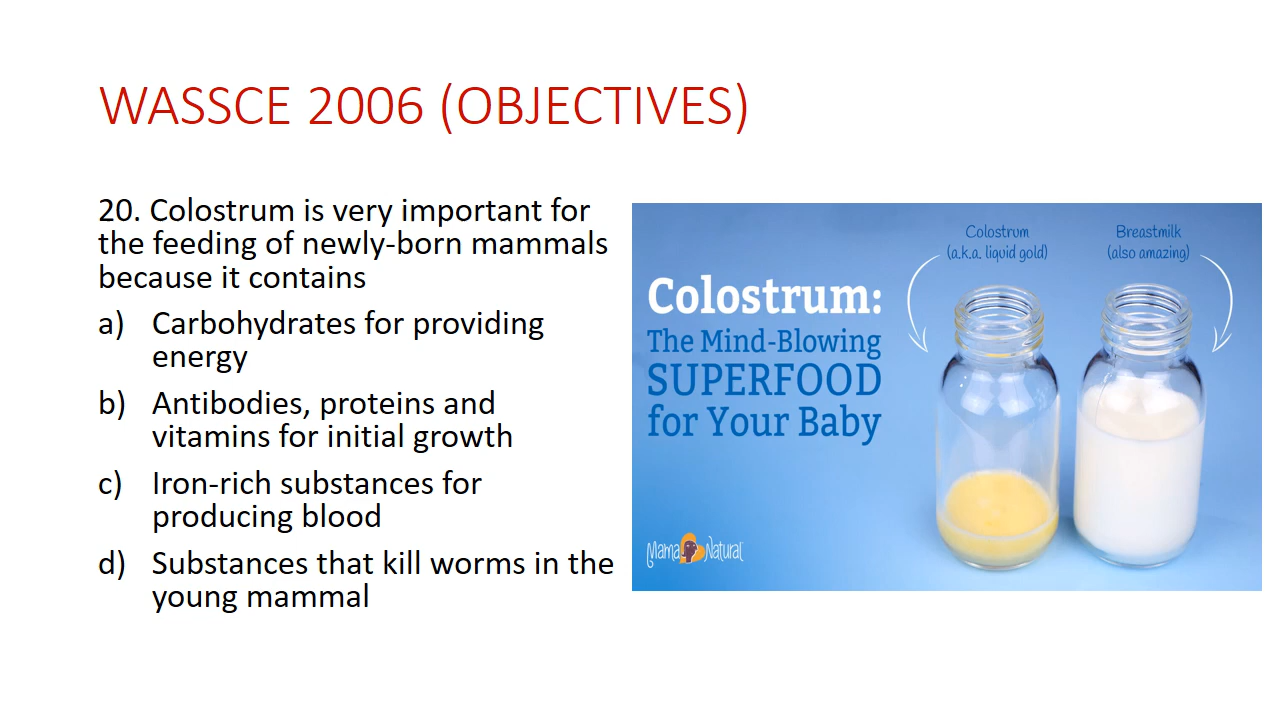 WASSCE 2006 (OBJECTIVES)
20. Colostrum is very important for
the feeding of newly-born mammals
because it contains
a) Carbohydrates for providing
energy
b) Antibodies, proteins and
vitamins for initial growth
c) Iron-rich substances for
producing blood
d) Substances that kill worms in the
young mammal
Colostrum
(a.k.a. liquid gold)
Breastmilk
(also amazing)
Colostrum:
The Mind-Blowing
SUPERFOOD
for Your Baby
Mama Natural